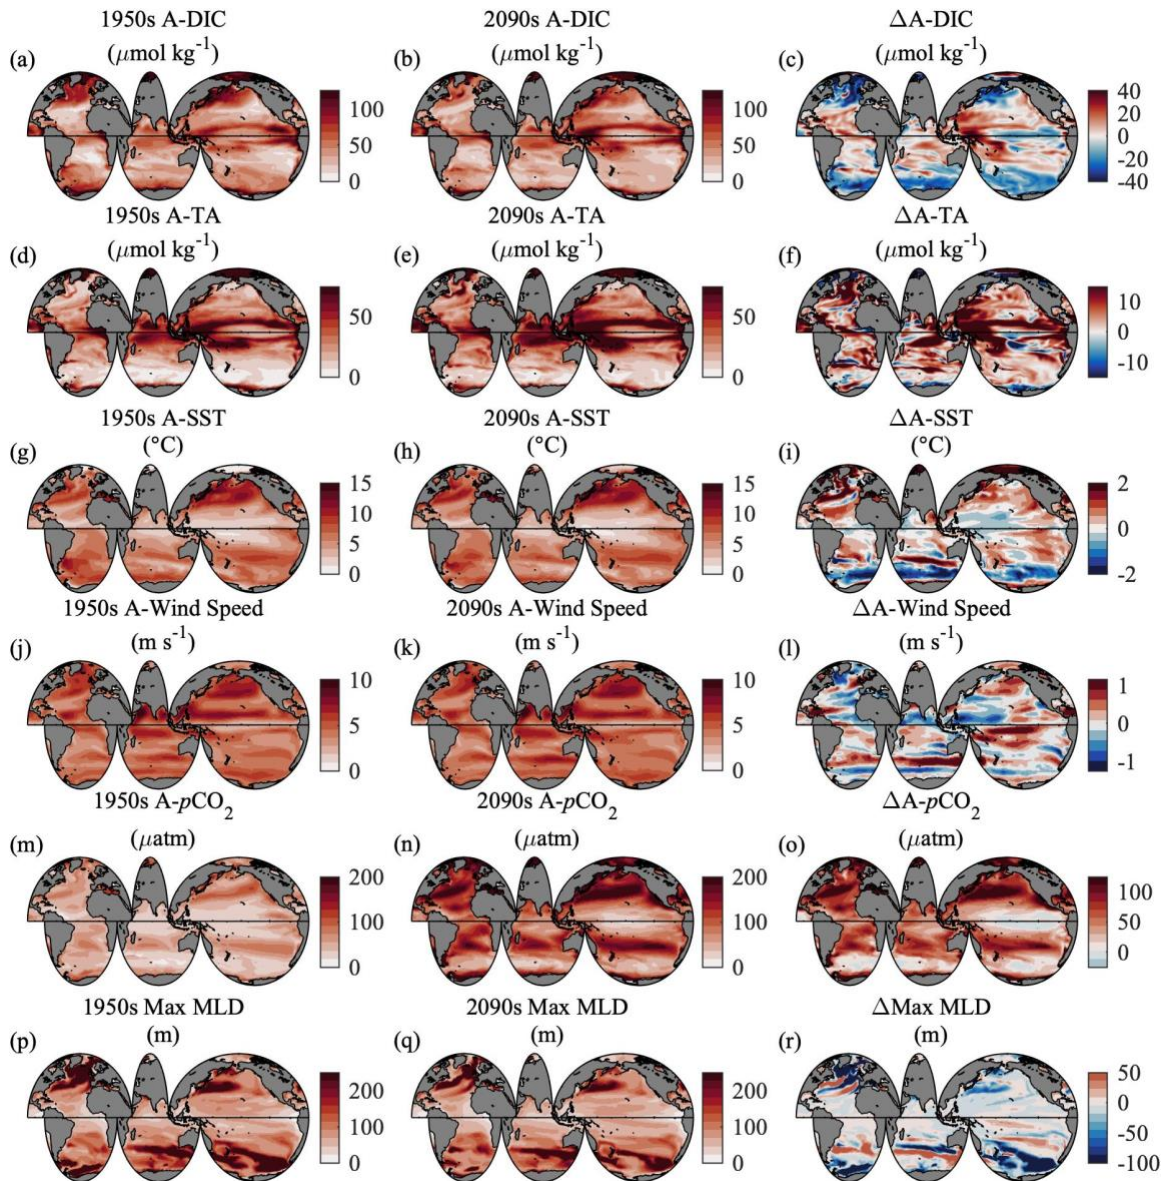 1950s A-DIC
(μmol kg⁻¹)
2090s A-DIC
(μmol kg⁻¹)
ΔA-DIC
(μmol kg⁻¹)
(a)
100
50
0
(b)
100
50
0
(c)
40
20
0
-20
-40
1950s A-TA
(μmol kg⁻¹)
2090s A-TA
(μmol kg⁻¹)
ΔA-TA
(μmol kg⁻¹)
(d)
50
0
(e)
50
0
(f)
10
0
-10
1950s A-SST
(°C)
2090s A-SST
(°C)
ΔA-SST
(°C)
(g)
15
10
5
0
(h)
15
10
5
0
(i)
2
0
-2
1950s A-Wind Speed
(m s⁻¹)
2090s A-Wind Speed
(m s⁻¹)
ΔA-Wind Speed
(m s⁻¹)
(j)
10
5
0
(k)
10
5
0
(l)
1
0
-1
1950s A-pCO₂
(μatm)
2090s A-pCO₂
(μatm)
ΔA-pCO₂
(μatm)
(m)
200
100
0
(n)
200
100
0
(o)
100
50
0
1950s Max MLD
(m)
2090s Max MLD
(m)
ΔMax MLD
(m)
(p)
200
100
0
(q)
200
100
0
(r)
50
0
-50
-100